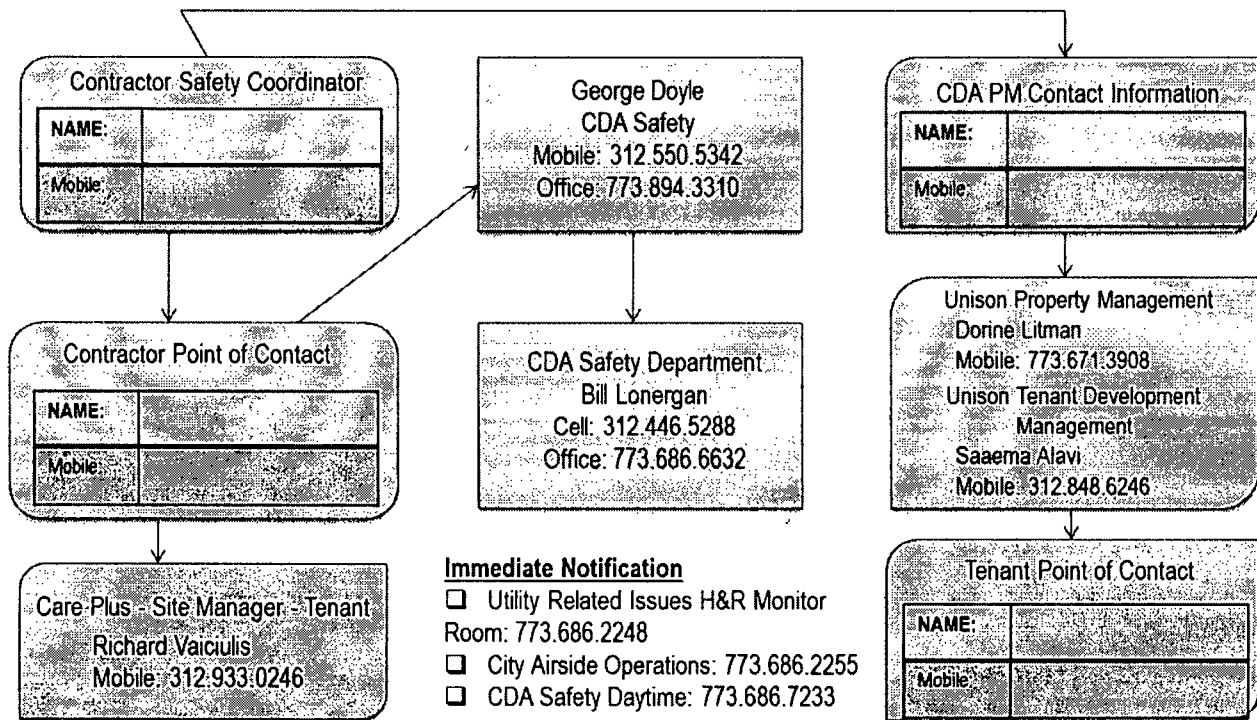 Contractor Safety Coordinator
NAME:
Mobile:
George Doyle
CDA Safety
Mobile: 312.550.5342
Office: 773.894.3310
CDA PM Contact Information
NAME:
Mobile:
Contractor Point of Contact
NAME:
Mobile:
CDA Safety Department
Bill Lonergan
Cell: 312.446.5288
Office: 773.686.6632
Unison Property Management
Dorine Litman
Mobile: 773.671.3908
Unison Tenant Development
Management
Saaema Alavi
Mobile: 312.848.6246
Care Plus - Site Manager - Tenant
Richard Vaiciulis
Mobile: 312.933.0246
Immediate Notification
❑ Utility Related Issues H&R Monitor
Room: 773.686.2248
❑ City Airside Operations: 773.686.2255
❑ CDA Safety Daytime: 773.686.7233
Tenant Point of Contact
NAME:
Mobile: